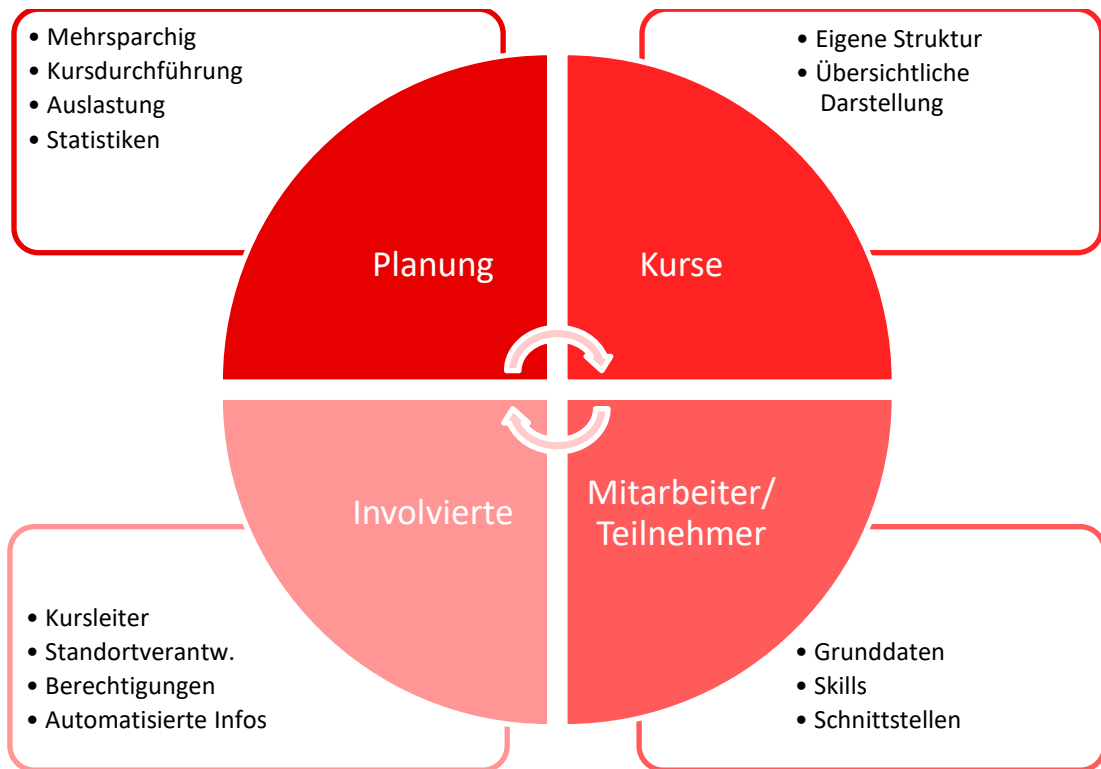 • Mehrsparchig
• Kursdurchführung
• Auslastung
• Statistiken
• Eigene Struktur
• Übersichtliche
Darstellung
Planung
Kurse
Involvierte
Mitarbeiter/
Teilnehmer
• Kursleiter
• Standortverantw.
• Berechtigungen
• Automatisierte Infos
• Grunddaten
• Skills
• Schnittstellen